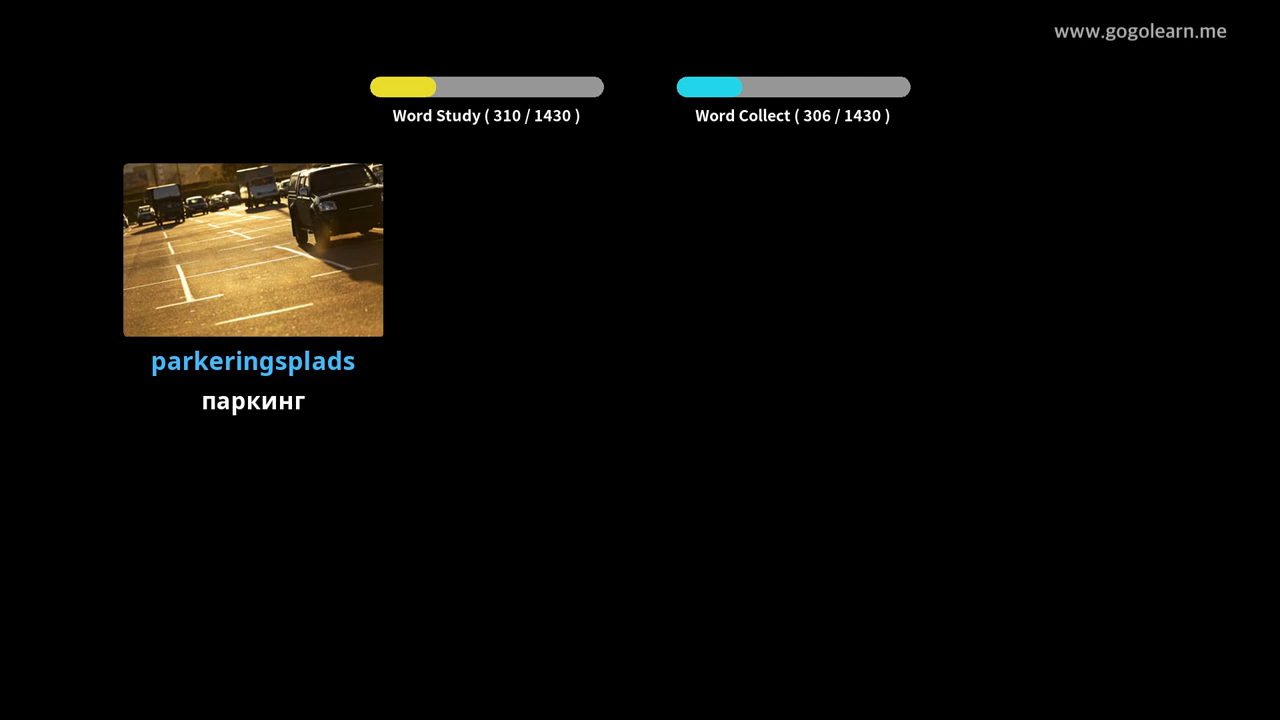 www.gogolearn.me
Word Study ( 310 / 1430 )
Word Collect ( 306 / 1430 )
parkeringsplads
паркинг